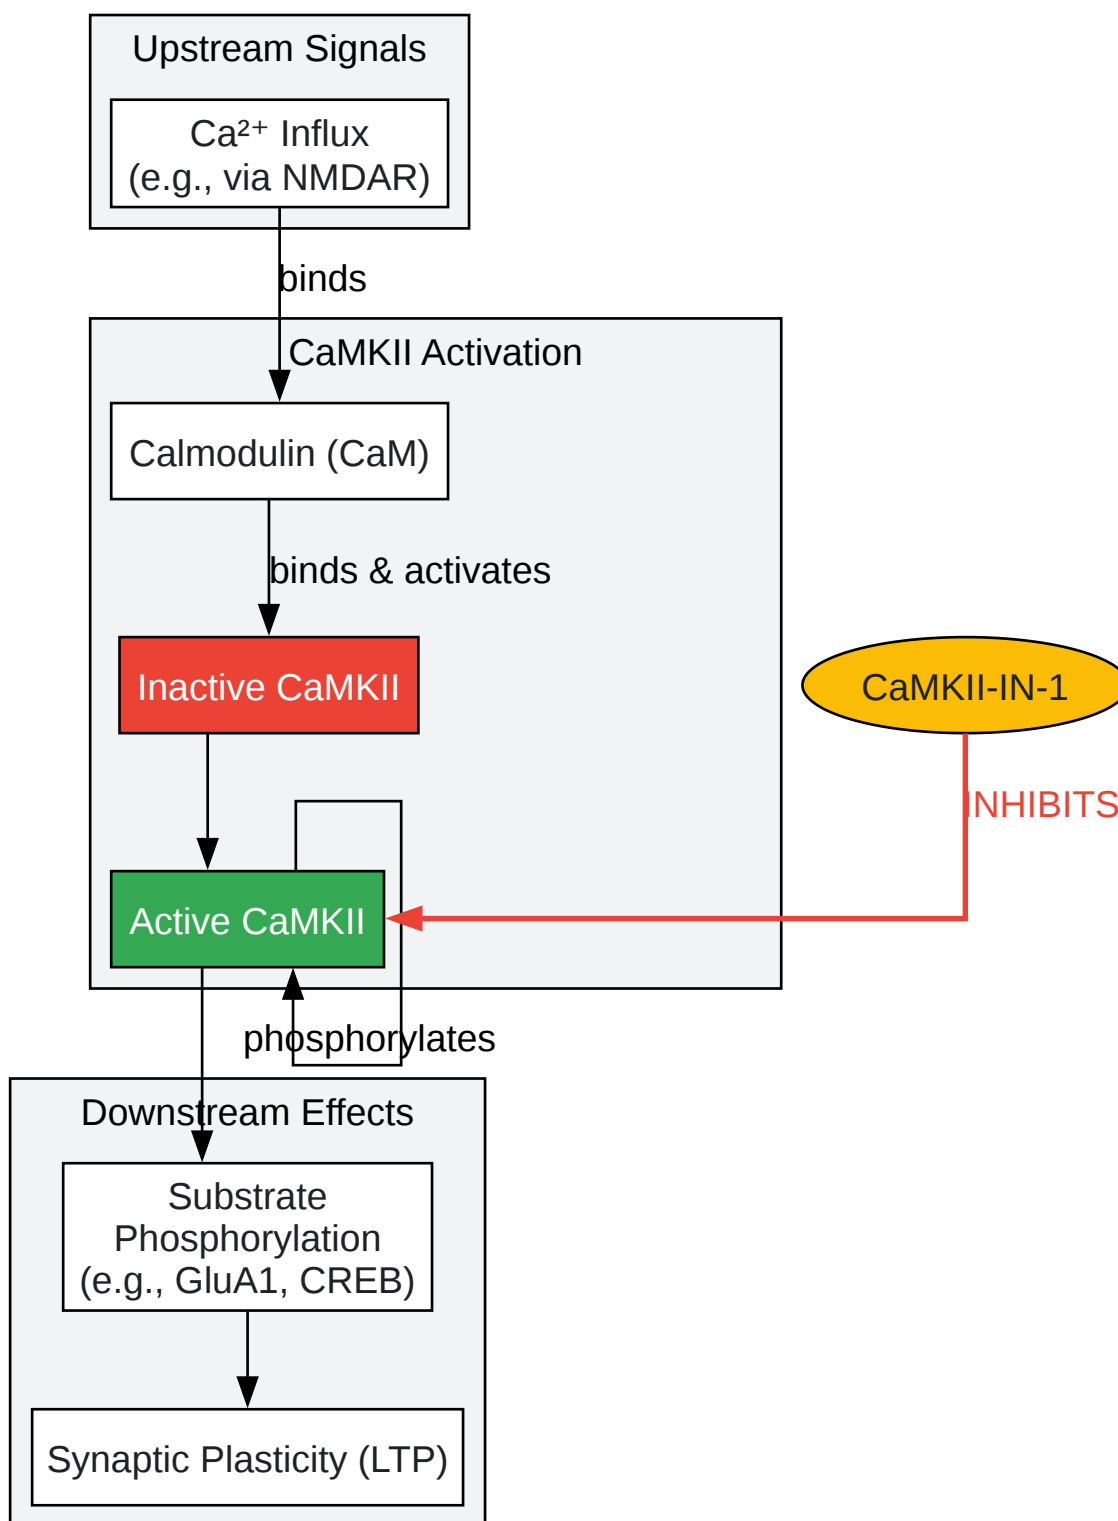 Upstream Signals
Ca²⁺ Influx
(e.g., via NMDAR)
binds
CaMKII Activation
Calmodulin (CaM)
binds & activates
Inactive CaMKII
CaMKII-IN-1
INHIBITS
Active CaMKII
phosphorylates
Downstream Effects
Substrate
Phosphorylation
(e.g., GluA1, CREB)
Synaptic Plasticity (LTP)